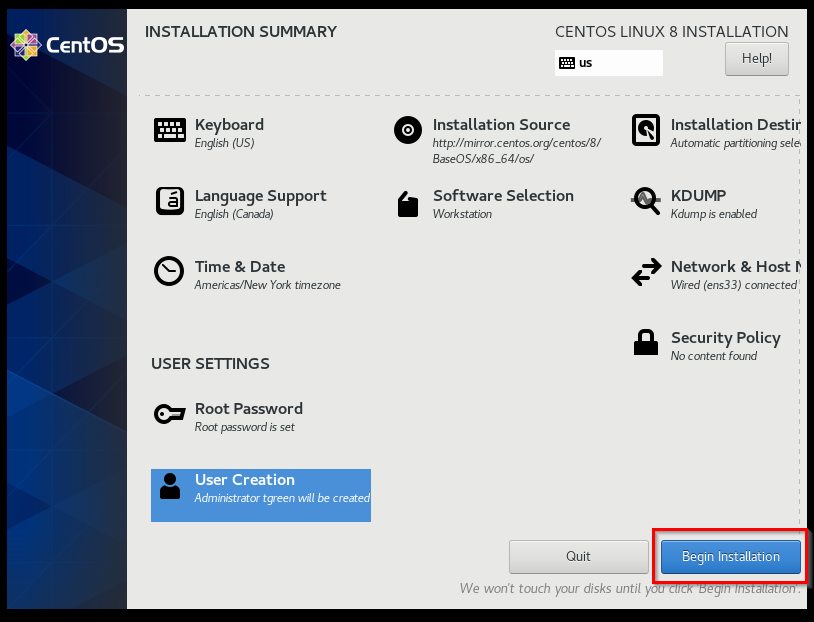 CentOS
INSTALLATION SUMMARY
CENTOS LINUX 8 INSTALLATION
us
Help!
Keyboard
English (US)
Installation Source
http://mirror.centos.org/centos/8/
BaseOS/x86_64/os/
Installation Destin
Automatic partitioning sele
Language Support
English (Canada)
Software Selection
Workstation
KDUMP
Kdump is enabled
Time & Date
Americas/New York timezone
Network & Host N
Wired (ens33) connected
Security Policy
No content found
USER SETTINGS
Root Password
Root password is set
User Creation
Administrator tgreen will be created
Quit
Begin Installation
We won't touch your disks until you click 'Begin Installation'.